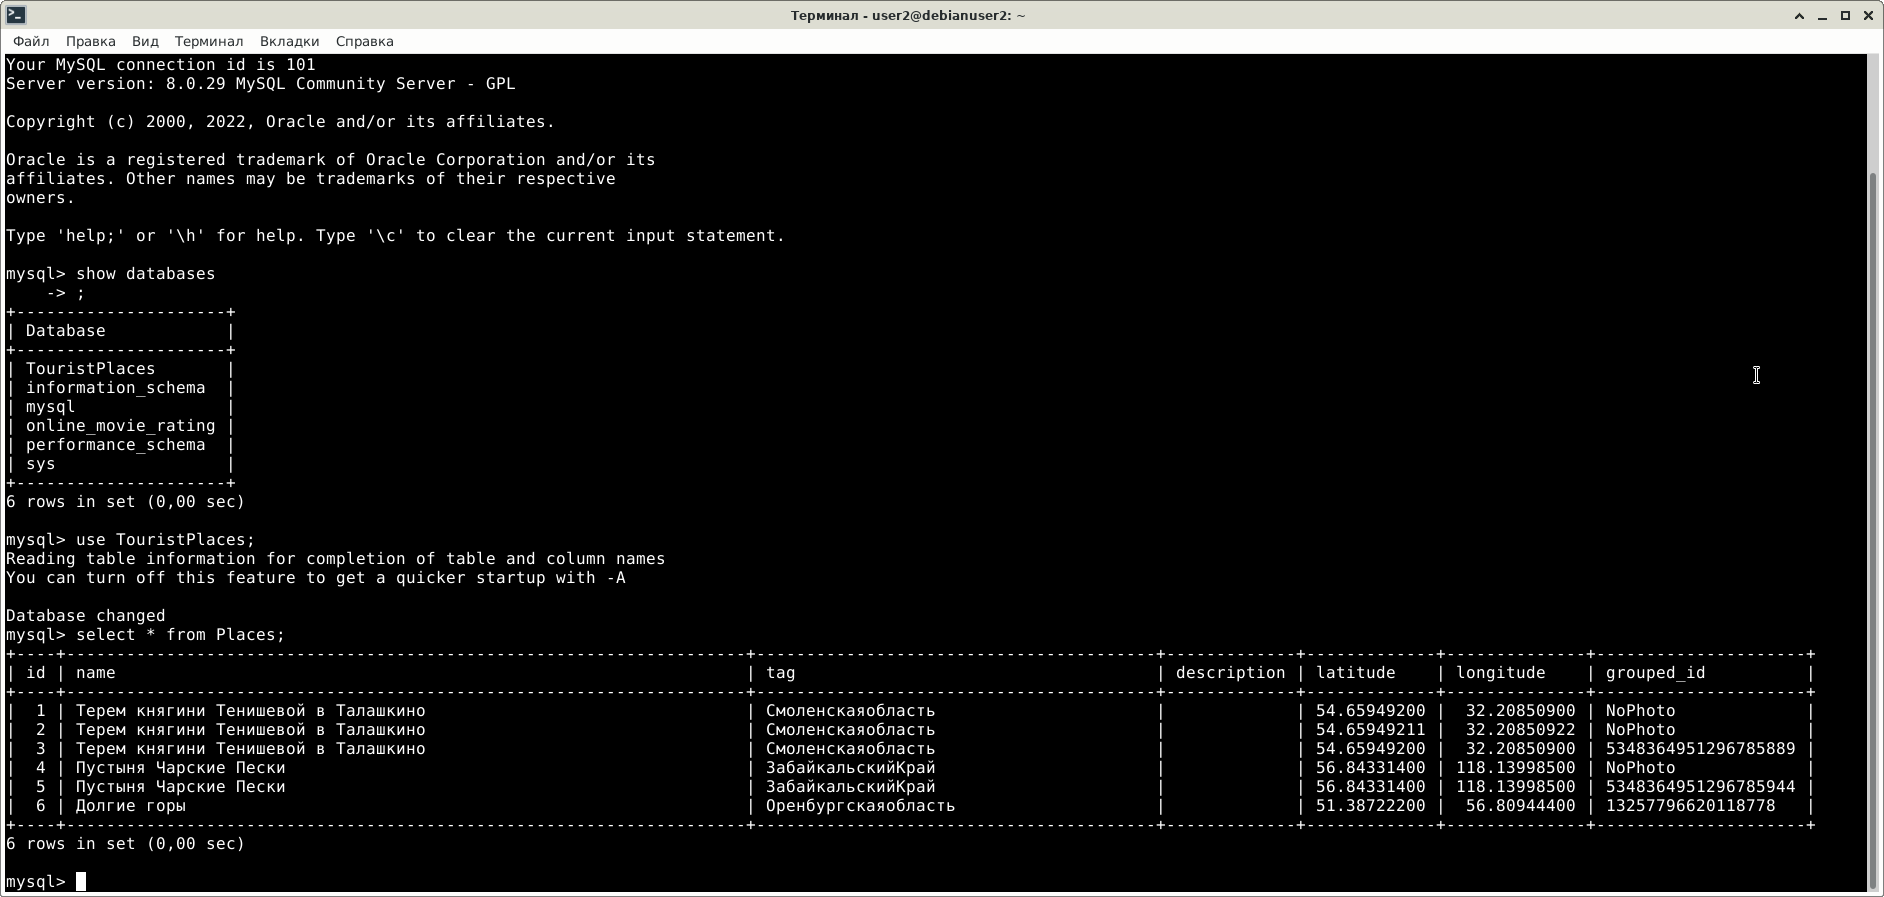 Терминал - user2@debianuser2: ~
Файл Правка Вид Терминал Вкладки Справка
Your MySQL connection id is 101
Server version: 8.0.29 MySQL Community Server - GPL
Copyright (c) 2000, 2022, Oracle and/or its affiliates.
Oracle is a registered trademark of Oracle Corporation and/or its
affiliates. Other names may be trademarks of their respective
owners.
Type 'help;' or '\h' for help. Type '\c' to clear the current input statement.
mysql> show databases
    -> ;
+---------------------+
| Database            |
+---------------------+
| TouristPlaces       |
| information_schema  |
| mysql               |
| online_movie_rating |
| performance_schema  |
| sys                 |
+---------------------+
6 rows in set (0,00 sec)
mysql> use TouristPlaces;
Reading table information for completion of table and column names
You can turn off this feature to get a quicker startup with -A
Database changed
mysql> select * from Places;
+----+--------------------------------------------------------------------+----------------------------------------+-------------+-------------+--------------+---------------------+
| id | name                                                               | tag                                    | description | latitude    | longitude    | grouped_id          |
+----+--------------------------------------------------------------------+----------------------------------------+-------------+-------------+--------------+---------------------+
|  1 | Терем княгини Тенишевой в Талашкино                                | Смоленскаяобласть                      |             | 54.65949200 |  32.20850900 | NoPhoto             |
|  2 | Терем княгини Тенишевой в Талашкино                                | Смоленскаяобласть                      |             | 54.65949211 |  32.20850922 | NoPhoto             |
|  3 | Терем княгини Тенишевой в Талашкино                                | Смоленскаяобласть                      |             | 54.65949200 |  32.20850900 | 5348364951296785889 |
|  4 | Пустыня Чарские Пески                                              | ЗабайкальскийКрай                      |             | 56.84331400 | 118.13998500 | NoPhoto             |
|  5 | Пустыня Чарские Пески                                              | ЗабайкальскийКрай                      |             | 56.84331400 | 118.13998500 | 5348364951296785944 |
|  6 | Долгие горы                                                        | Оренбургскаяобласть                    |             | 51.38722200 |  56.80944400 | 13257796620118778   |
+----+--------------------------------------------------------------------+----------------------------------------+-------------+-------------+--------------+---------------------+
6 rows in set (0,00 sec)
mysql>